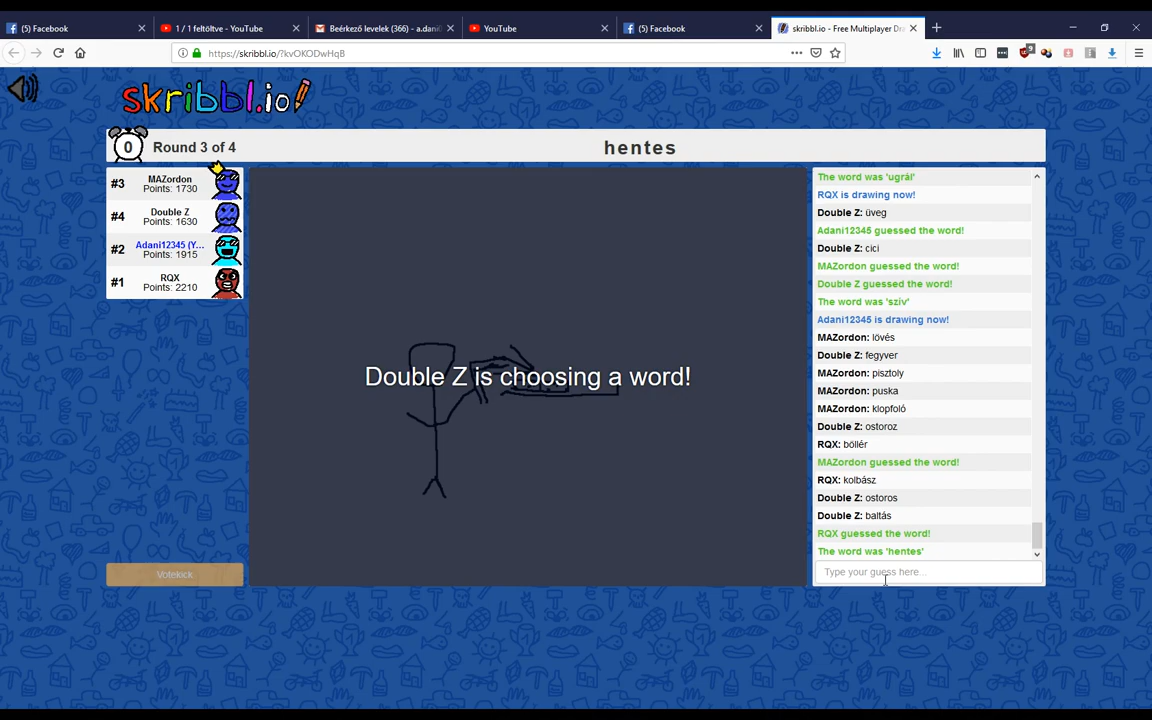 (5) Facebook
1 / 1 feltöltve - YouTube
Beérkező levelek (366) – a.dani
YouTube
(5) Facebook
skribbl.io - Free Multiplayer Dra
https://skribbl.io/?kvOKODwHqB
9
skribbl.io
0
Round 3 of 4
hentes
#3
MAZordon
Points: 1730
#4
Double Z
Points: 1630
#2
Adani12345 (Y...
Points: 1915
#1
RQX
Points: 2210
Votekick
Double Z is choosing a word!
The word was 'ugrál'
RQX is drawing now!
Double Z: üveg
Adani12345 guessed the word!
Double Z: cici
MAZordon guessed the word!
Double Z guessed the word!
The word was 'szív'
Adani12345 is drawing now!
MAZordon: lövés
Double Z: fegyver
MAZordon: pisztoly
MAZordon: puska
MAZordon: klopfoló
Double Z: ostoroz
RQX: böllér
MAZordon guessed the word!
RQX: kolbász
Double Z: ostoros
Double Z: baltás
RQX guessed the word!
The word was 'hentes'
Type your guess here...